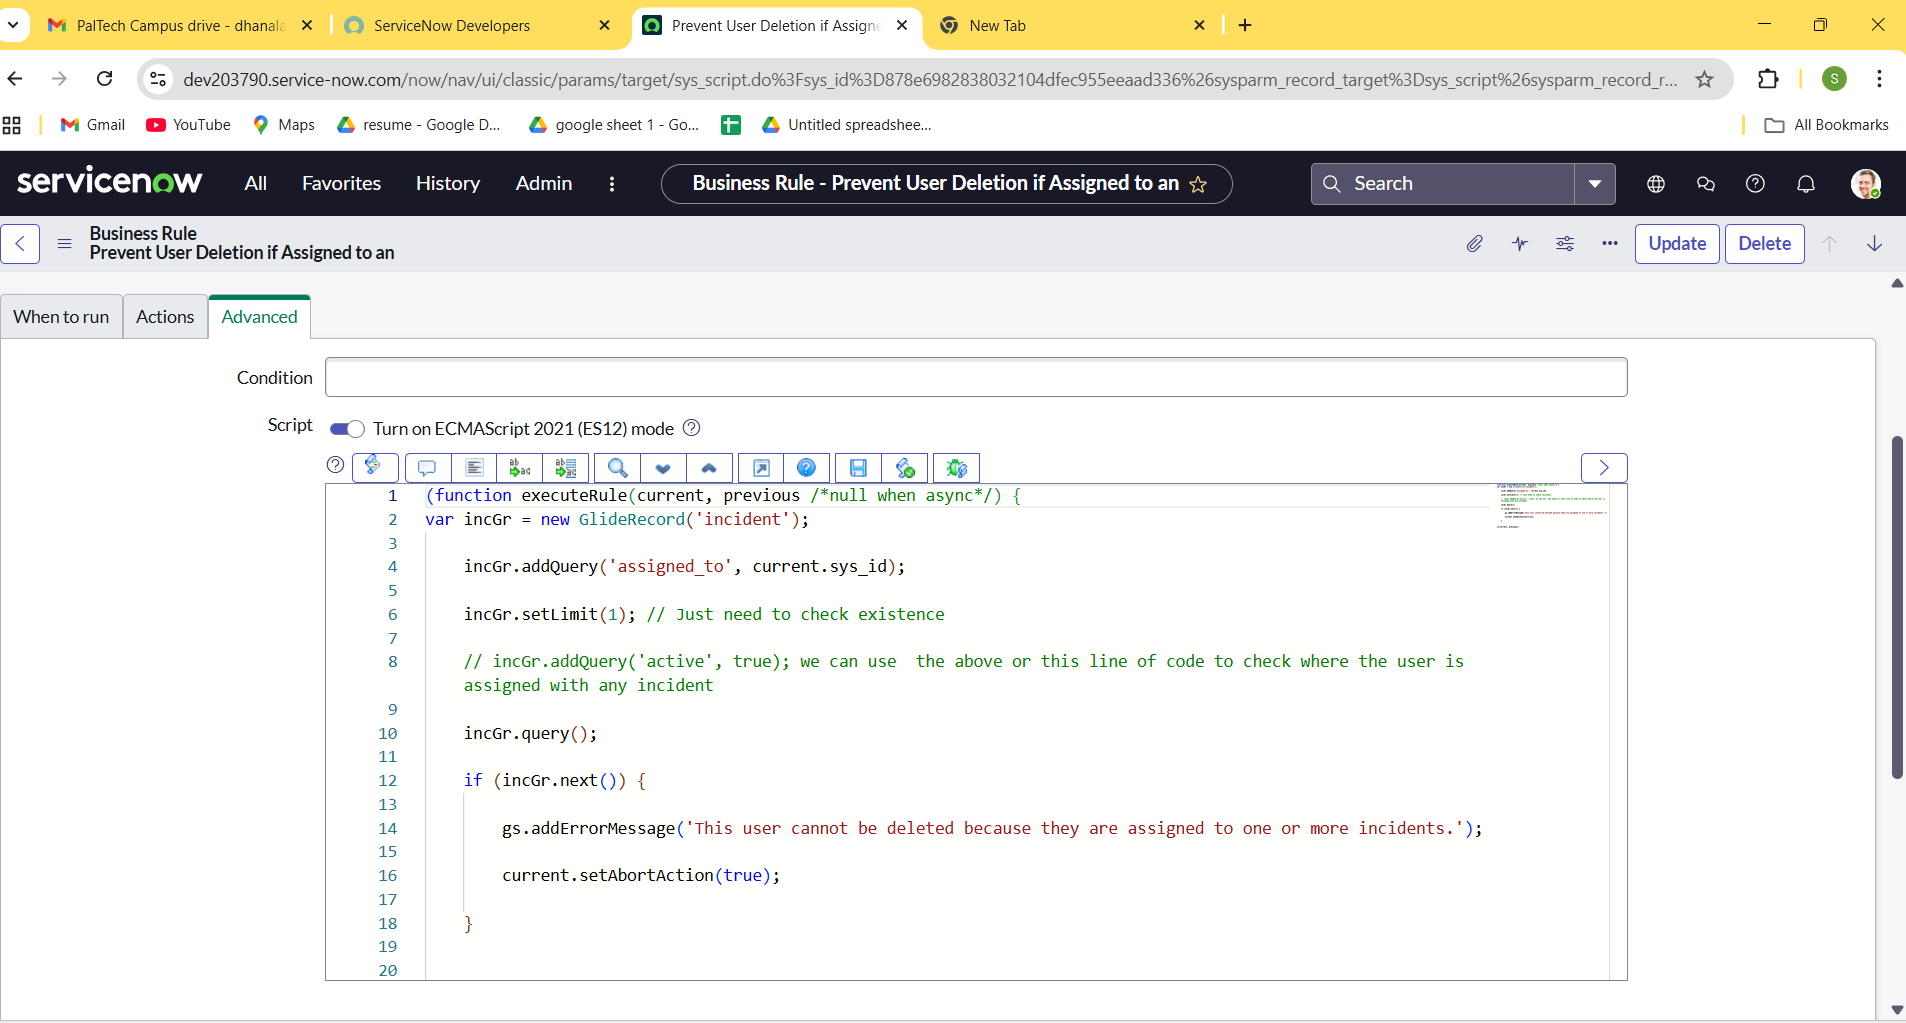 PalTech Campus drive - dhanala
ServiceNow Developers
Prevent User Deletion if Assigne
New Tab
dev203790.service-now.com/now/nav/ui/classic/params/target/sys_script.do%3Fsys_id%3D878e6982838032104dfec955eeaad336%26sysparm_record_target%3Dsys_script%26sysparm_record_r...
S
Gmail
YouTube
Maps
resume - Google D...
google sheet 1 - Go...
Untitled spreadshee...
All Bookmarks
servicenow
All
Favorites
History
Admin
Business Rule - Prevent User Deletion if Assigned to an
Search
Business Rule
Prevent User Deletion if Assigned to an
Update
Delete
When to run
Actions
Advanced
Condition
Script
Turn on ECMAScript 2021 (ES12) mode
1 (function executeRule(current, previous /*null when async*/) {
2 var incGr = new GlideRecord('incident');
3
4 incGr.addQuery('assigned_to', current.sys_id);
5
6 incGr.setLimit(1); // Just need to check existence
7
8 // incGr.addQuery('active', true); we can use  the above or this line of code to check where the user is
assigned with any incident
9
10 incGr.query();
11
12 if (incGr.next()) {
13
14 gs.addErrorMessage('This user cannot be deleted because they are assigned to one or more incidents.');
15
16 current.setAbortAction(true);
17
18 }
19
20